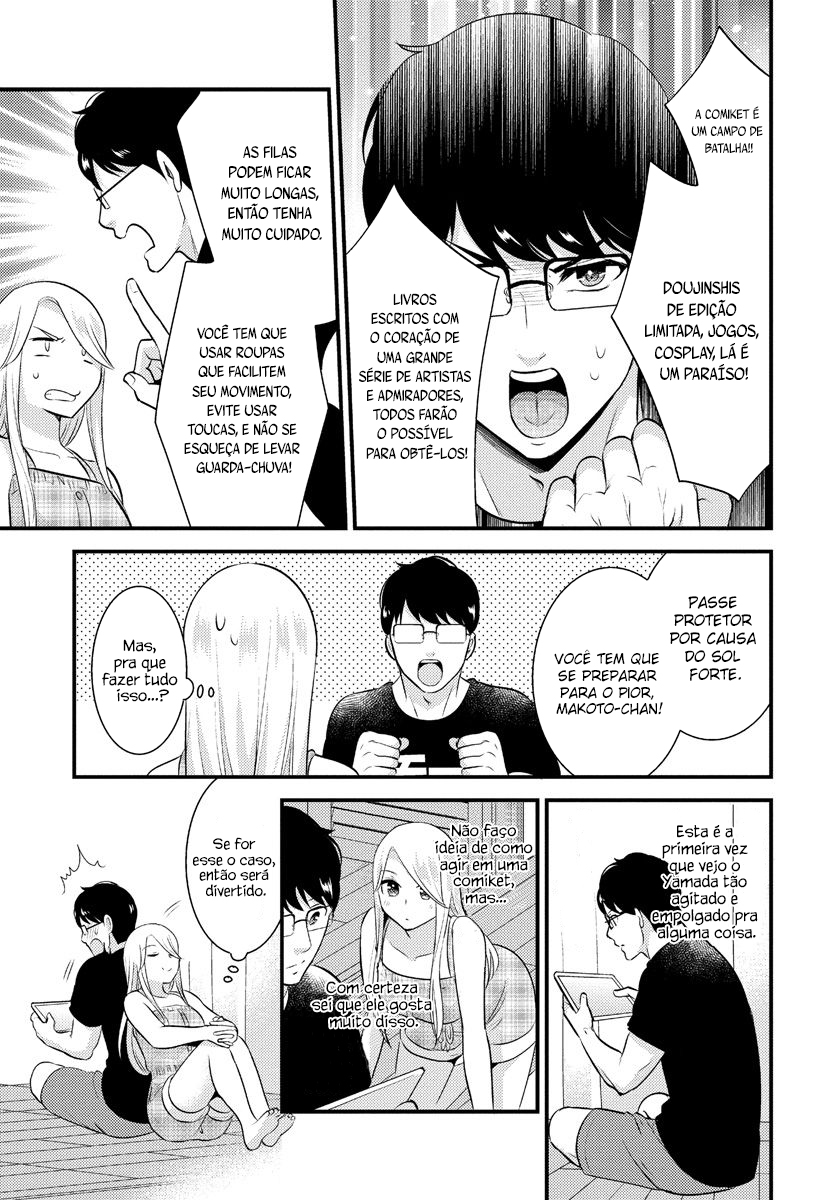 A COMIKET É
UM CAMPO DE
BATALHA!!
DOUJINSHIS
DE EDIÇÃO
LIMITADA, JOGOS,
COSPLAY, LÁ É
UM PARAÍSO!
LIVROS
ESCRITOS COM
O CORAÇÃO DE
UMA GRANDE
SÉRIE DE ARTISTAS
E ADMIRADORES,
TODOS FARÃO
O POSSÍVEL
PARA OBTÊ-LOS!
AS FILAS
PODEM FICAR
MUITO LONGAS,
ENTÃO TENHA
MUITO CUIDADO.
VOCÊ TEM QUE
USAR ROUPAS
QUE FACILITEM
SEU MOVIMENTO,
EVITE USAR
TOUCAS, E NÃO SE
ESQUEÇA DE LEVAR
GUARDA-CHUVA!
PASSE
PROTETOR
POR CAUSA
DO SOL
FORTE.
VOCÊ TEM QUE
SE PREPARAR
PARA O PIOR,
MAKOTO-CHAN!
Mas,
pra que
fazer tudo
isso...?
Esta é a
primeira vez
que vejo o
Yamada tão
agitado e
empolgado pra
alguma coisa.
Não faço
ideia de como
agir em uma
comiket,
mas...
Com certeza
sei que ele gosta
muito disso.
Se for
esse o caso,
então será
divertido.